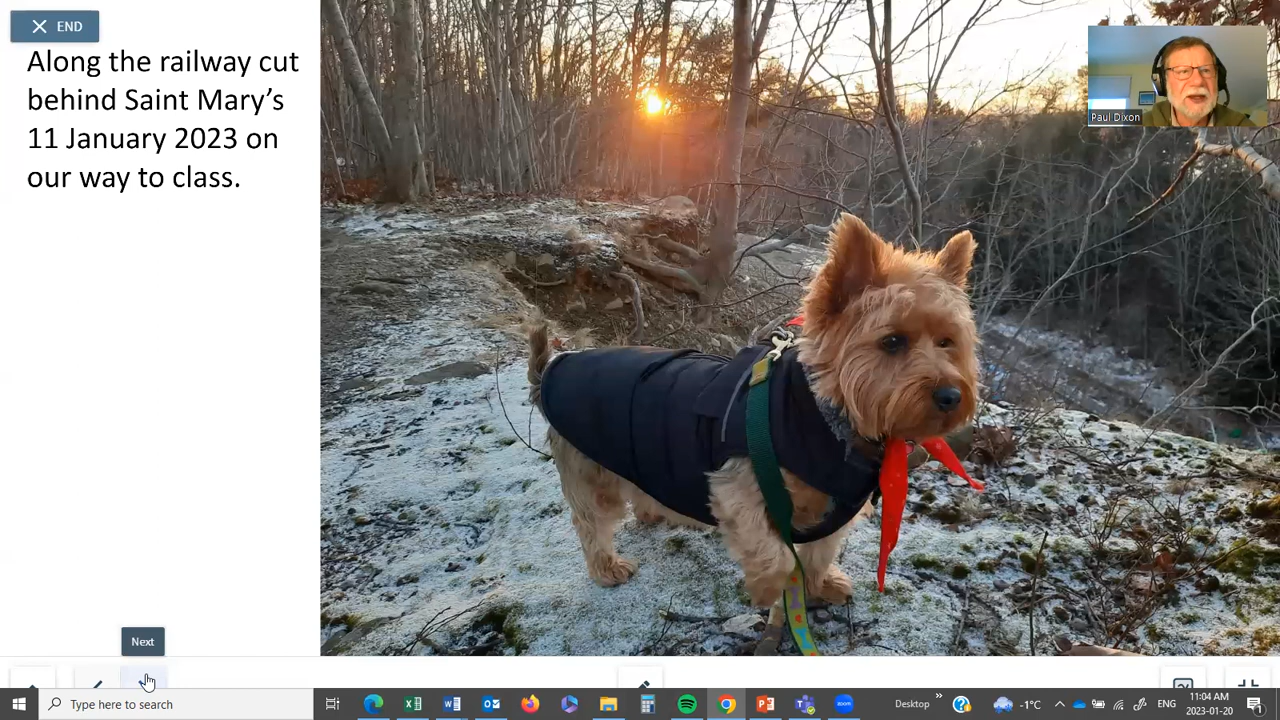 END
Along the railway cut
behind Saint Mary’s
11 January 2023 on
our way to class.
Paul Dixon
Next
Type here to search
Desktop
-1°C
ENG
11:04 AM
2023-01-20
zoom